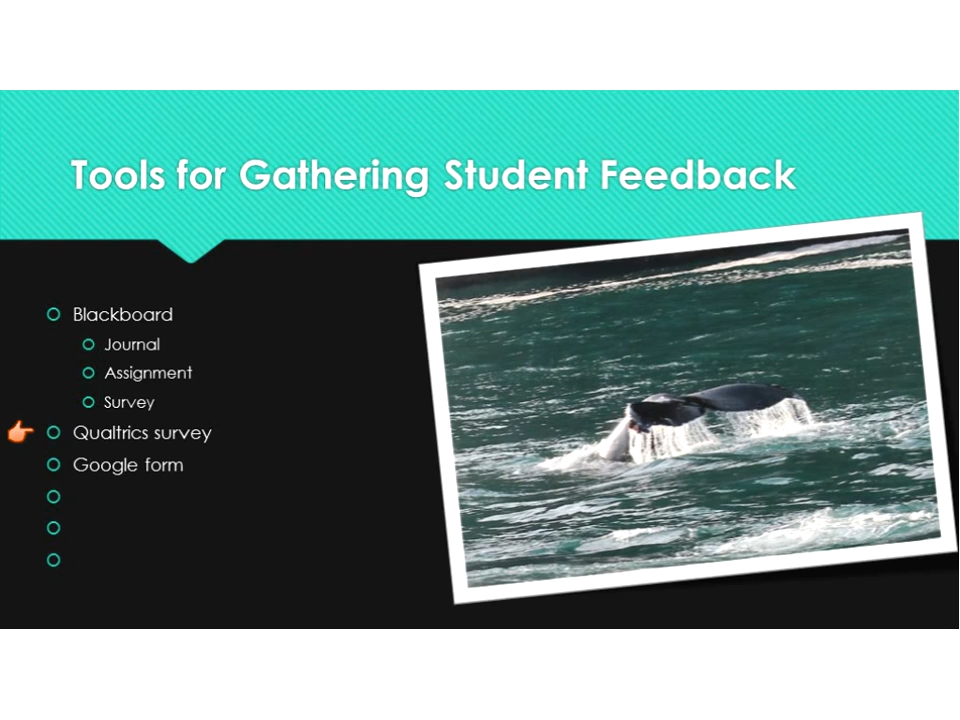 Tools for Gathering Student Feedback
Blackboard
Journal
Assignment
Survey
Qualtrics survey
Google form